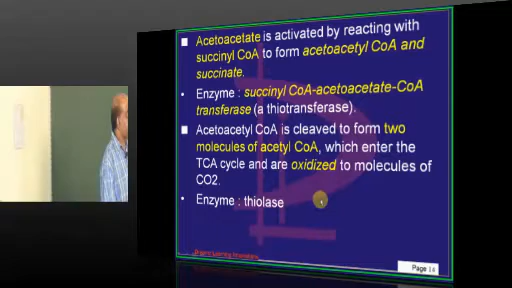 Acetoacetate is activated by reacting with
succinyl CoA to form acetoacetyl CoA and
succinate.
Enzyme : succinyl CoA-acetoacetate-CoA
transferase (a thiotransferase).
Acetoacetyl CoA is cleaved to form two
molecules of acetyl CoA, which enter the
TCA cycle and are oxidized to molecules of
CO2.
Enzyme : thiolase
Page 14